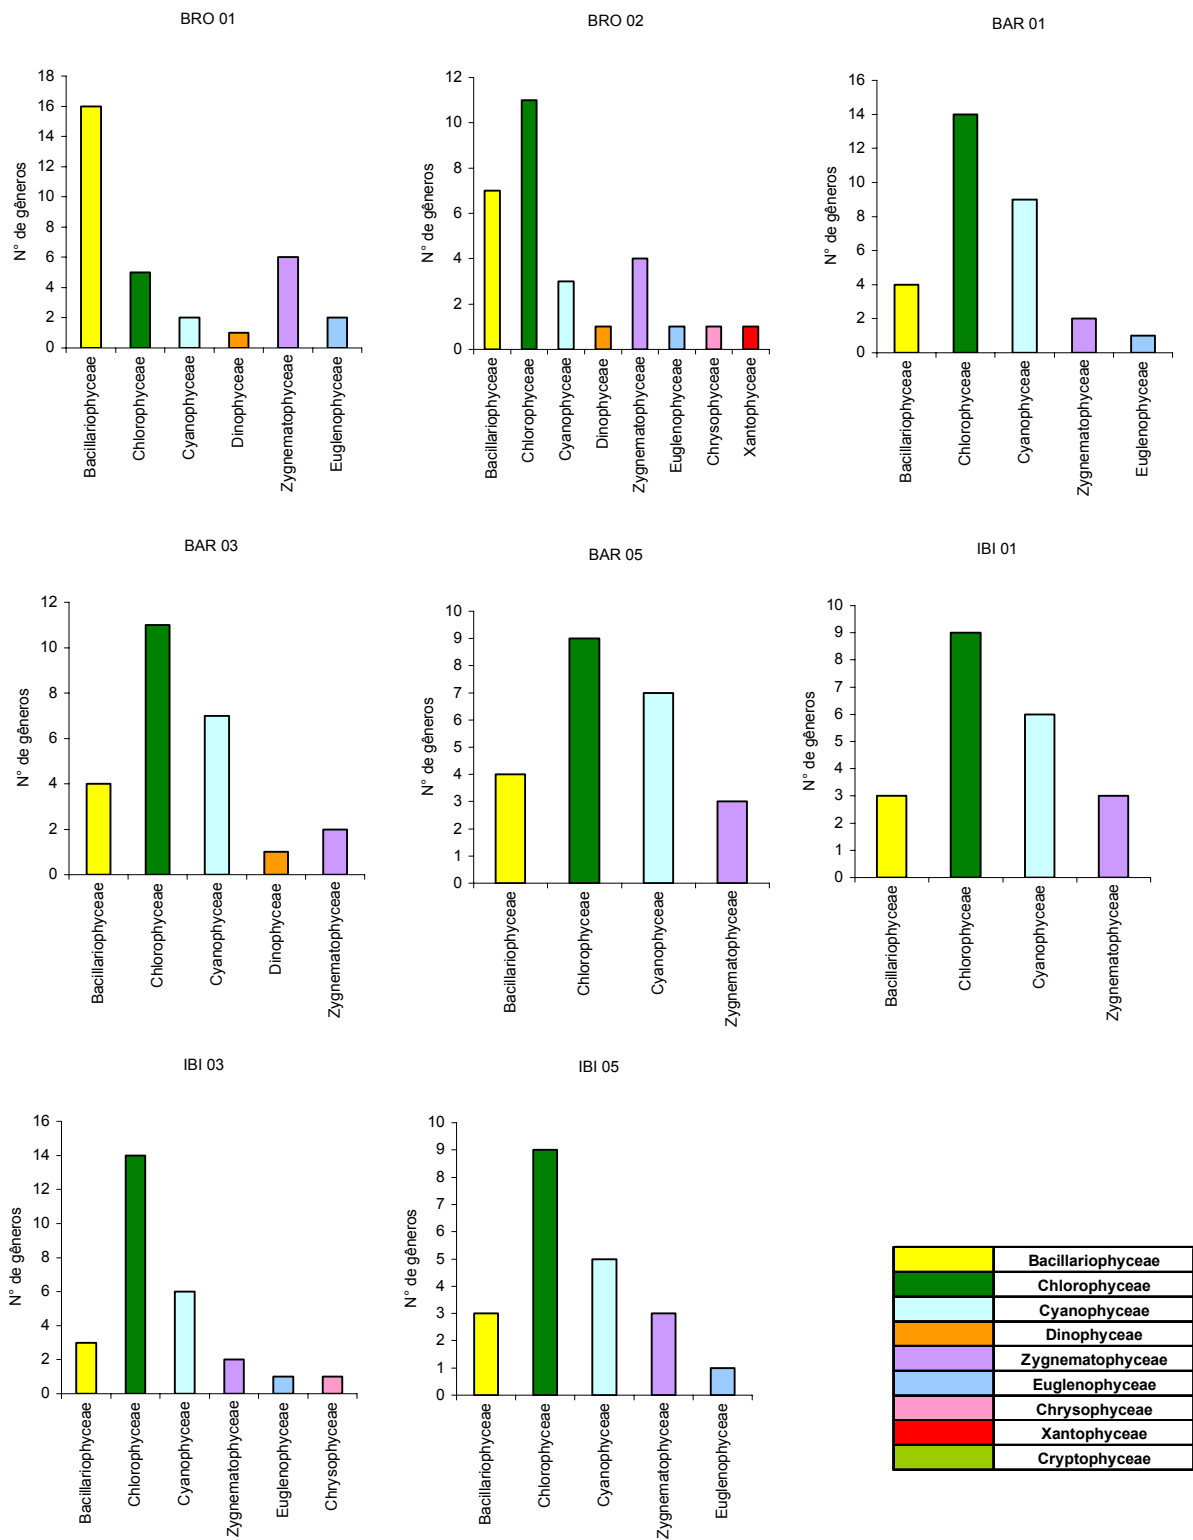 BRO 01
N° de gêneros
18
16
14
12
10
8
6
4
2
0
Bacillariophyceae
Chlorophyceae
Cyanophyceae
Dinophyceae
Zygnematophyceae
Euglenophyceae
BRO 02
N° de gêneros
12
10
8
6
4
2
0
Bacillariophyceae
Chlorophyceae
Cyanophyceae
Dinophyceae
Zygnematophyceae
Euglenophyceae
Chrysophyceae
Xantophyceae
BAR 01
N° de gêneros
16
14
12
10
8
6
4
2
0
Bacillariophyceae
Chlorophyceae
Cyanophyceae
Zygnematophyceae
Euglenophyceae
BAR 03
N° de gêneros
12
10
8
6
4
2
0
Bacillariophyceae
Chlorophyceae
Cyanophyceae
Dinophyceae
Zygnematophyceae
BAR 05
N° de gêneros
10
9
8
7
6
5
4
3
2
1
0
Bacillariophyceae
Chlorophyceae
Cyanophyceae
Zygnematophyceae
IBI 01
N° de gêneros
10
9
8
7
6
5
4
3
2
1
0
Bacillariophyceae
Chlorophyceae
Cyanophyceae
Zygnematophyceae
IBI 03
N° de gêneros
16
14
12
10
8
6
4
2
0
Bacillariophyceae
Chlorophyceae
Cyanophyceae
Zygnematophyceae
Euglenophyceae
Chrysophyceae
IBI 05
N° de gêneros
10
9
8
7
6
5
4
3
2
1
0
Bacillariophyceae
Chlorophyceae
Cyanophyceae
Zygnematophyceae
Euglenophyceae
Bacillariophyceae
Chlorophyceae
Cyanophyceae
Dinophyceae
Zygnematophyceae
Euglenophyceae
Chrysophyceae
Xantophyceae
Cryptophyceae